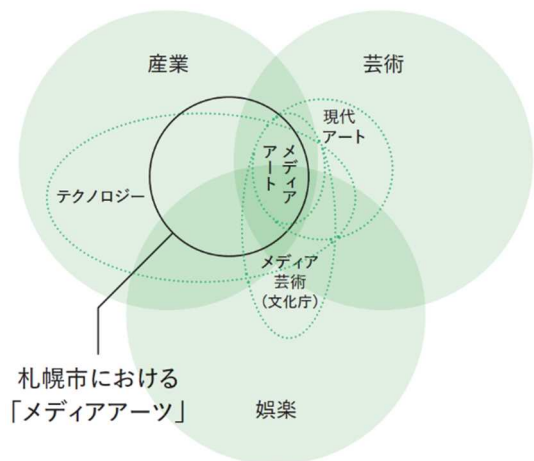 産業
芸術
現代
アート
メディア
アート
テクノロジー
メディア
芸術
（文化庁）
札幌市における
「メディアアーツ」
娯楽